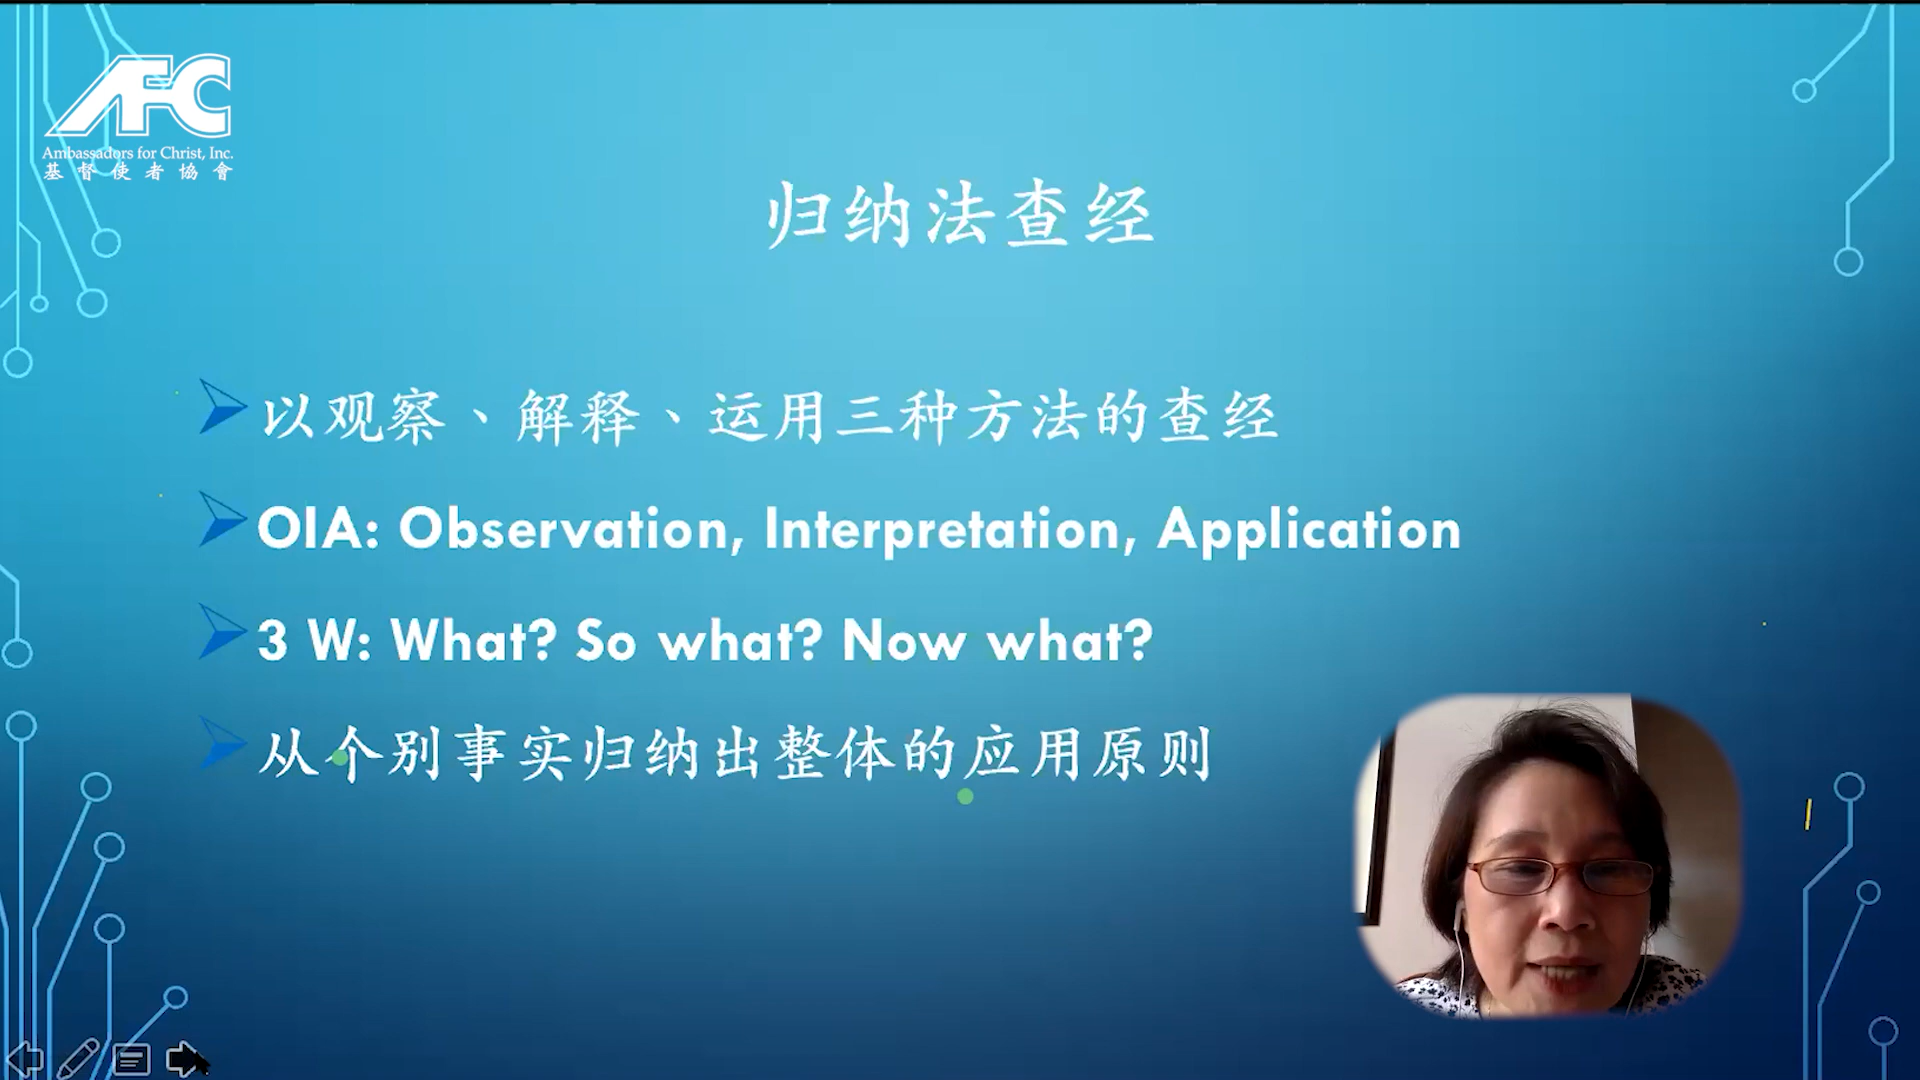 AFC
Ambassadors for Christ, Inc.
基督使者協會
归纳法查经
以观察、解释、运用三种方法的查经
OIA: Observation, Interpretation, Application
3 W: What? So what? Now what?
从个别事实归纳出整体的应用原则